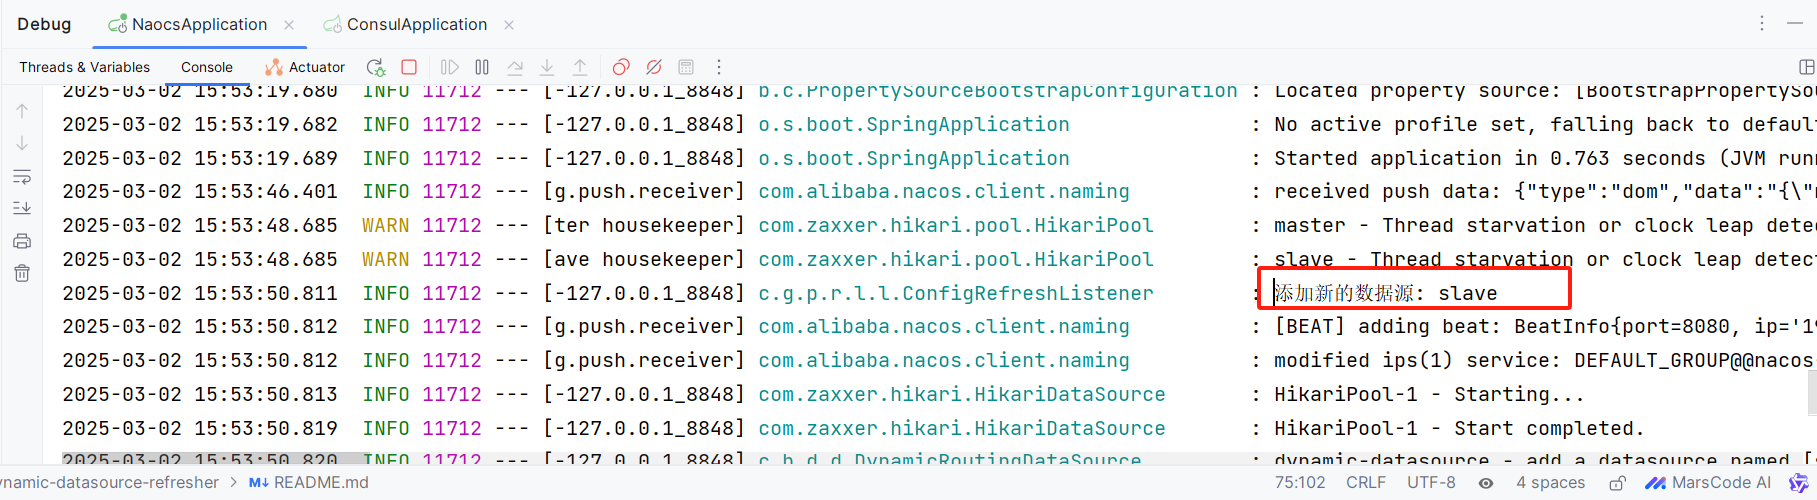 Debug NaocsApplication ConsulApplication
Threads & Variables Console Actuator
2025-03-02 15:53:19.680 INFO 11712 --- [-127.0.0.1_8848] b.c.PropertySourceBootstrapConfiguration : Located property source: [BootstrapPropertySou
2025-03-02 15:53:19.682 INFO 11712 --- [-127.0.0.1_8848] o.s.boot.SpringApplication : No active profile set, falling back to default
2025-03-02 15:53:19.689 INFO 11712 --- [-127.0.0.1_8848] o.s.boot.SpringApplication : Started application in 0.763 seconds (JVM runn
2025-03-02 15:53:46.401 INFO 11712 --- [g.push.receiver] com.alibaba.nacos.client.naming : received push data: {"type":"dom","data":"{\"n
2025-03-02 15:53:48.685 WARN 11712 --- [ter housekeeper] com.zaxxer.hikari.pool.HikariPool : master - Thread starvation or clock leap detec
2025-03-02 15:53:48.685 WARN 11712 --- [ave housekeeper] com.zaxxer.hikari.pool.HikariPool : slave - Thread starvation or clock leap detect
2025-03-02 15:53:50.811 INFO 11712 --- [-127.0.0.1_8848] c.g.p.r.l.l.ConfigRefreshListener : 添加新的数据源: slave
2025-03-02 15:53:50.812 INFO 11712 --- [g.push.receiver] com.alibaba.nacos.client.naming : [BEAT] adding beat: BeatInfo{port=8080, ip='19
2025-03-02 15:53:50.812 INFO 11712 --- [g.push.receiver] com.alibaba.nacos.client.naming : modified ips(1) service: DEFAULT_GROUP@@nacos
2025-03-02 15:53:50.813 INFO 11712 --- [-127.0.0.1_8848] com.zaxxer.hikari.HikariDataSource : HikariPool-1 - Starting...
2025-03-02 15:53:50.819 INFO 11712 --- [-127.0.0.1_8848] com.zaxxer.hikari.HikariDataSource : HikariPool-1 - Start completed.
2025-03-02 15:53:50.820 INFO 11712 --- [-127.0.0.1_8848] c.b.d.d.DynamicRoutingDataSource : dynamic-datasource - add a datasource named [s
ynamic-datasource-refresher > M↓ README.md 75:102 CRLF UTF-8 4 spaces MarsCode AI